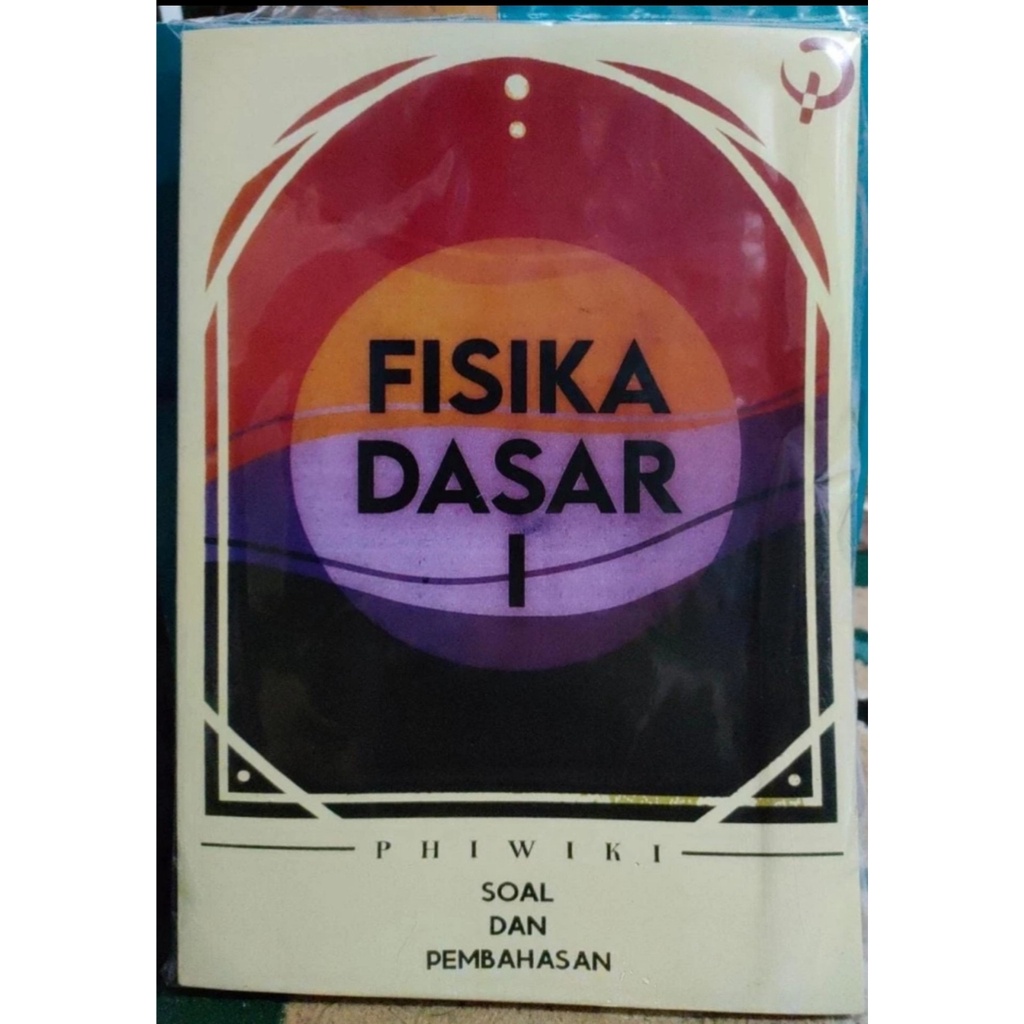 FISIKA
DASAR
I
PHIWIKI
SOAL
DAN
PEMBAHASAN